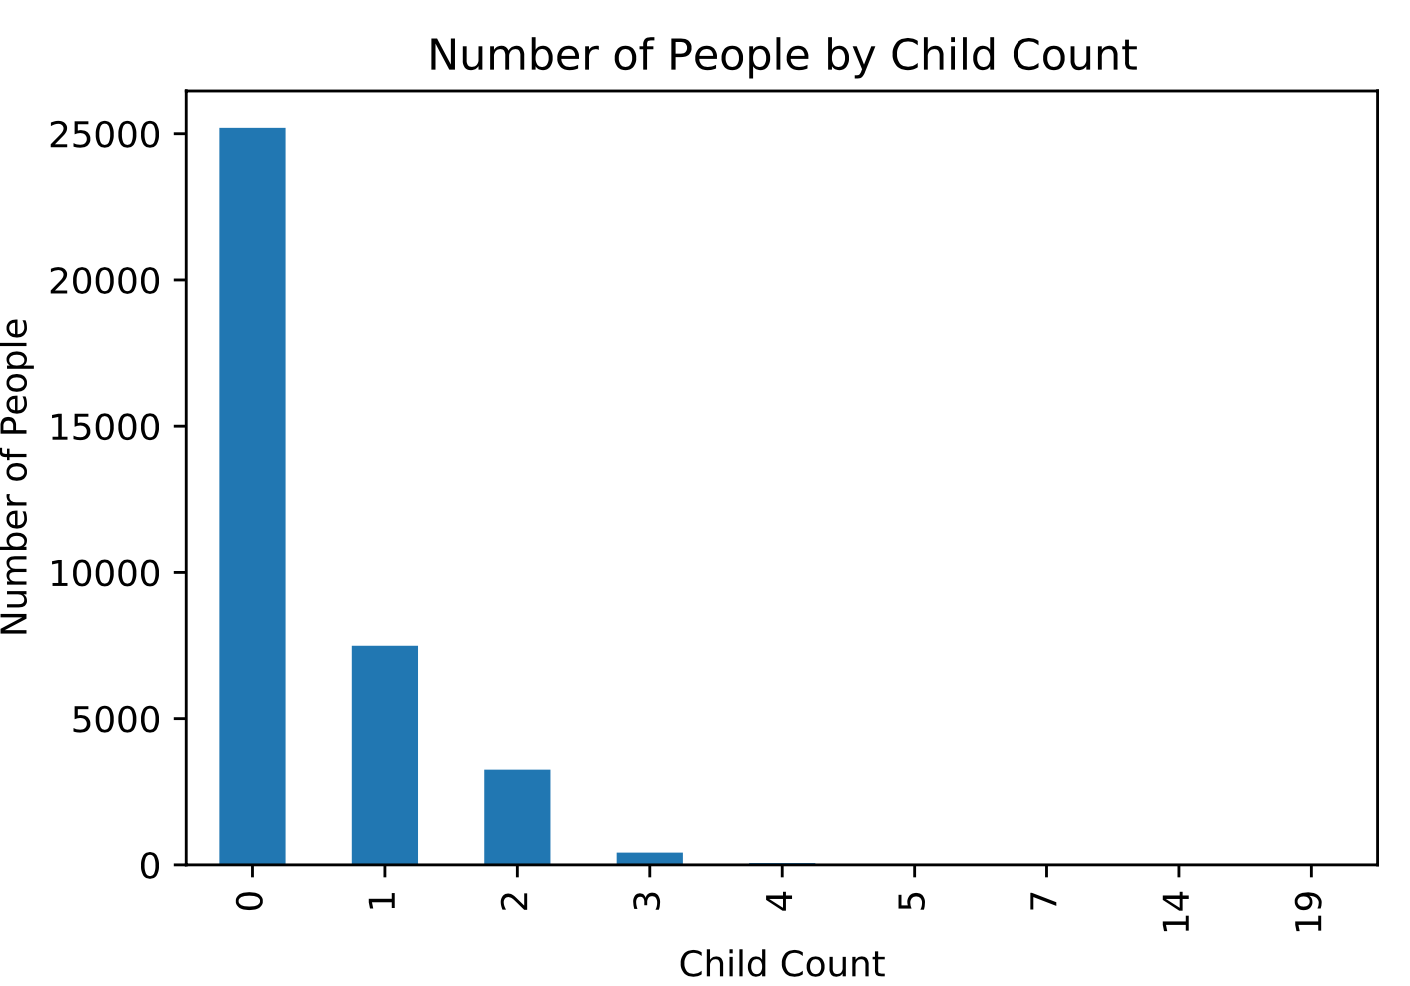 Number of People by Child Count
Number of People
25000
20000
15000
10000
5000
0
0 1 2 3 4 5 7 14 19
Child Count